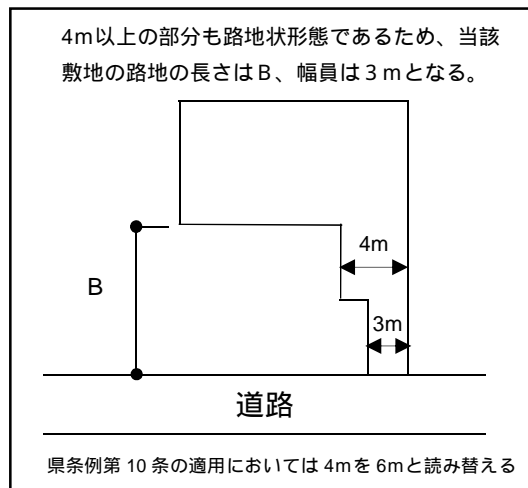 4m以上の部分も路地状形態であるため、当該
敷地の路地の長さはB、幅員は3mとなる。
4m
B
3m
道路
県条例第10条の適用においては4mを6mと読み替える